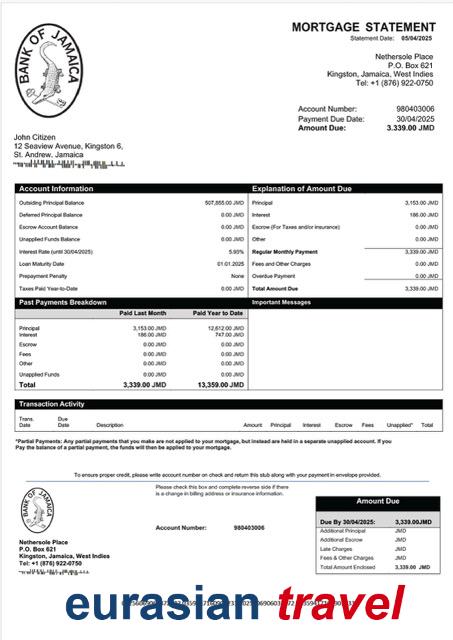 BANK OF JAMAICA
MORTGAGE STATEMENT
Statement Date: 05/04/2025
Nethersole Place
P.O. Box 621
Kingston, Jamaica, West Indies
Tel: +1 (876) 922-0750
Account Number: 980403006
Payment Due Date: 30/04/2025
Amount Due: 3.339.00 JMD
John Citizen
12 Seaview Avenue, Kingston 6,
St. Andrew, Jamaica
Account Information
Outsiding Principal Balance 507,855.00 JMD
Deferred Principal Balance 0.00 JMD
Escrow Account Balance 0.00 JMD
Unapplied Funds Balance 0.00 JMD
Interest Rate (until 30/04/2025) 5.93%
Loan Maturity Date 01.01.2025
Prepayment Penalty None
Taxes Paid Year-to-Date 0.00 JMD
Explanation of Amount Due
Principal 3,153.00 JMD
Interest 186.00 JMD
Escrow (For Taxes and/or insurance) 0.00 JMD
Other 0.00 JMD
Regular Monthly Payment 3,339.00 JMD
Fees and Other Charges 0.00 JMD
Overdue Payment 0.00 JMD
Total Amount Due 3,339.00 JMD
Past Payments Breakdown
Paid Last Month Paid Year to Date
Principal 3,153.00 JMD 12,612.00 JMD
Interest 186.00 JMD 747.00 JMD
Escrow 0.00 JMD 0.00 JMD
Fees 0.00 JMD 0.00 JMD
Other 0.00 JMD 0.00 JMD
Unapplied Funds 0.00 JMD 0.00 JMD
Total 3,339.00 JMD 13,359.00 JMD
Important Messages
Transaction Activity
Trans. Date Due Date Description Amount Principal Interest Escrow Fees Unapplied* Total
*Partial Payments: Any partial payments that you make are not applied to your mortgage, but instead are held in a separate unapplied account. If you
Pay the balance of a partial payment, the funds will then be applied to your mortgage.
To ensure proper credit, please write account number on check and return this stub along with your payment in envelope provided.
BANK OF JAMAICA
Please check this box and complete reverse side if there
is a change in billing address or insurance information.
Account Number: 980403006
Nethersole Place
P.O. Box 621
Kingston, Jamaica, West Indies
Tel: +1 (876) 922-0750
Amount Due
Due By 30/04/2025: 3,339.00JMD
Additional Principal JMD
Additional Escrow JMD
Late Charges JMD
Fees & Other Charges JMD
Total Amount Enclosed 3,339.00 JMD
eurasian travel